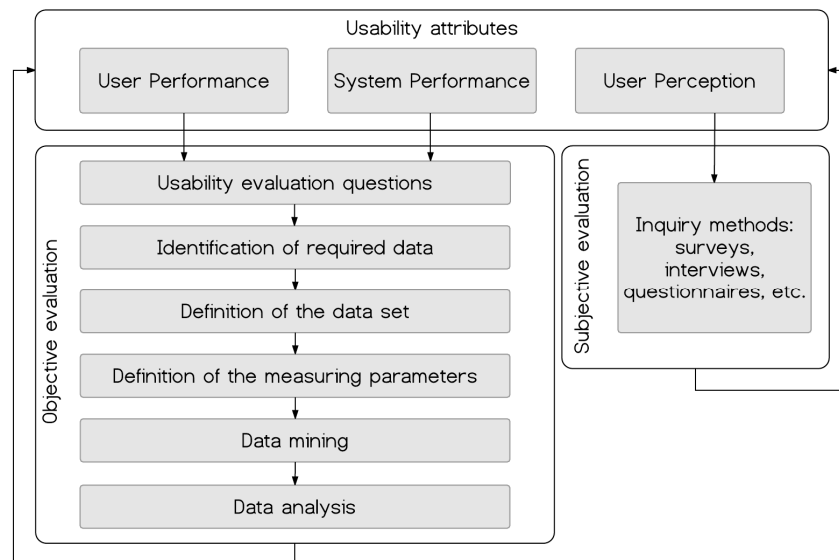 Usability attributes
User Performance
System Performance
User Perception
Objective evaluation
Usability evaluation questions
Identification of required data
Definition of the data set
Definition of the measuring parameters
Data mining
Data analysis
Subjective evaluation
Inquiry methods:
surveys,
interviews,
questionnaires, etc.